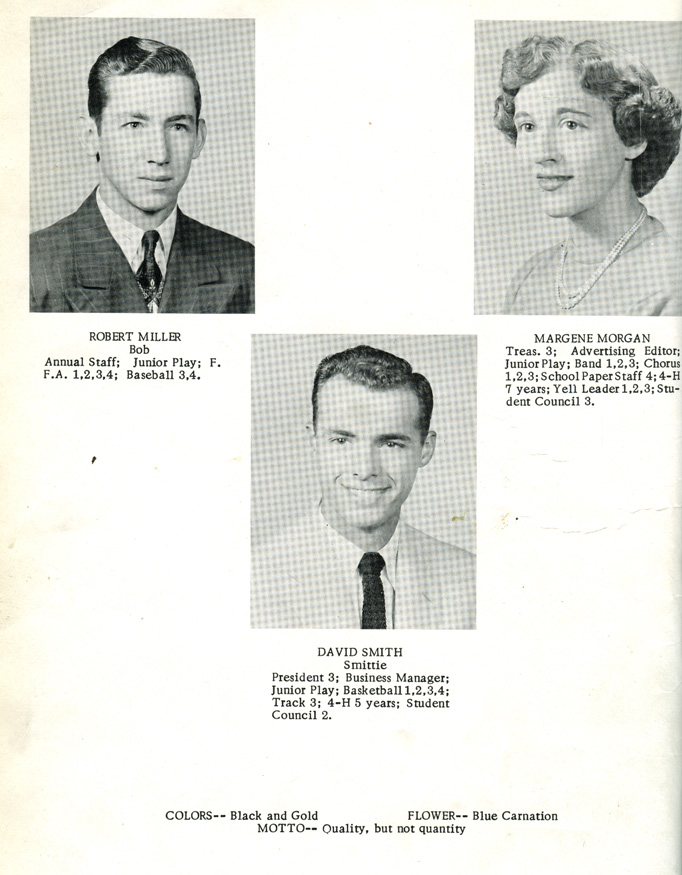 ROBERT MILLER
Bob
Annual Staff; Junior Play; F.
F.A. 1,2,3,4; Baseball 3,4.
MARGENE MORGAN
Treas. 3; Advertising Editor;
Junior Play; Band 1,2,3; Chorus
1,2,3; School Paper Staff 4; 4-H
7 years; Yell Leader 1,2,3; Stu-
dent Council 3.
DAVID SMITH
Smittie
President 3; Business Manager;
Junior Play; Basketball 1,2,3,4;
Track 3; 4-H 5 years; Student
Council 2.
COLORS-- Black and Gold FLOWER-- Blue Carnation
MOTTO-- Quality, but not quantity